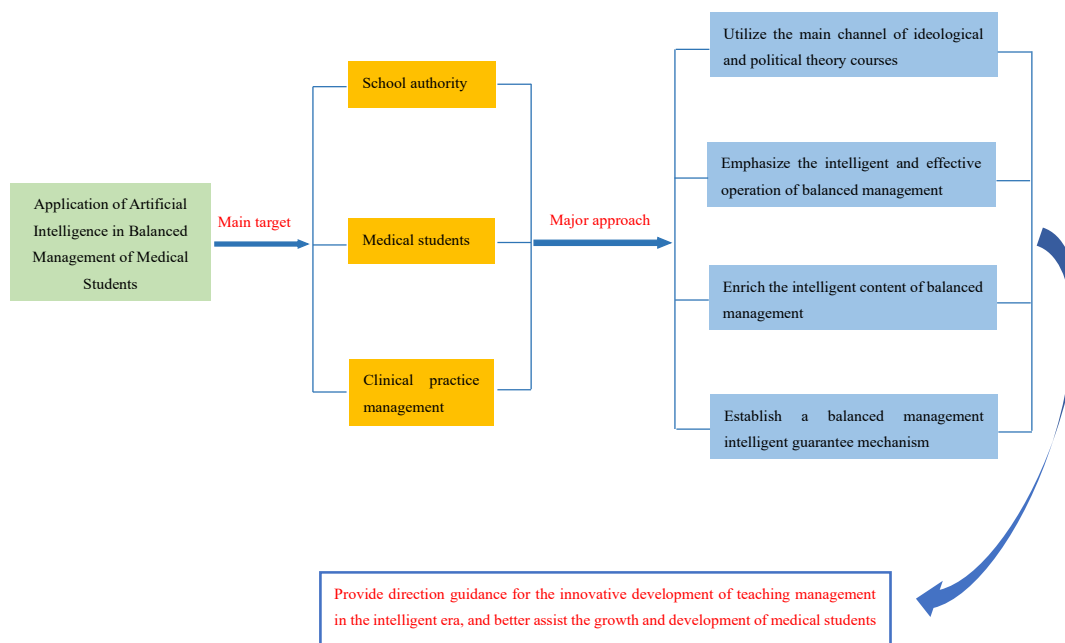 Application of Artificial
Intelligence in Balanced
Management of Medical
Students
Main target
School authority
Medical students
Clinical practice
management
Major approach
Utilize the main channel of ideological
and political theory courses
Emphasize the intelligent and effective
operation of balanced management
Enrich the intelligent content of balanced
management
Establish a balanced management
intelligent guarantee mechanism
Provide direction guidance for the innovative development of teaching management
in the intelligent era, and better assist the growth and development of medical students